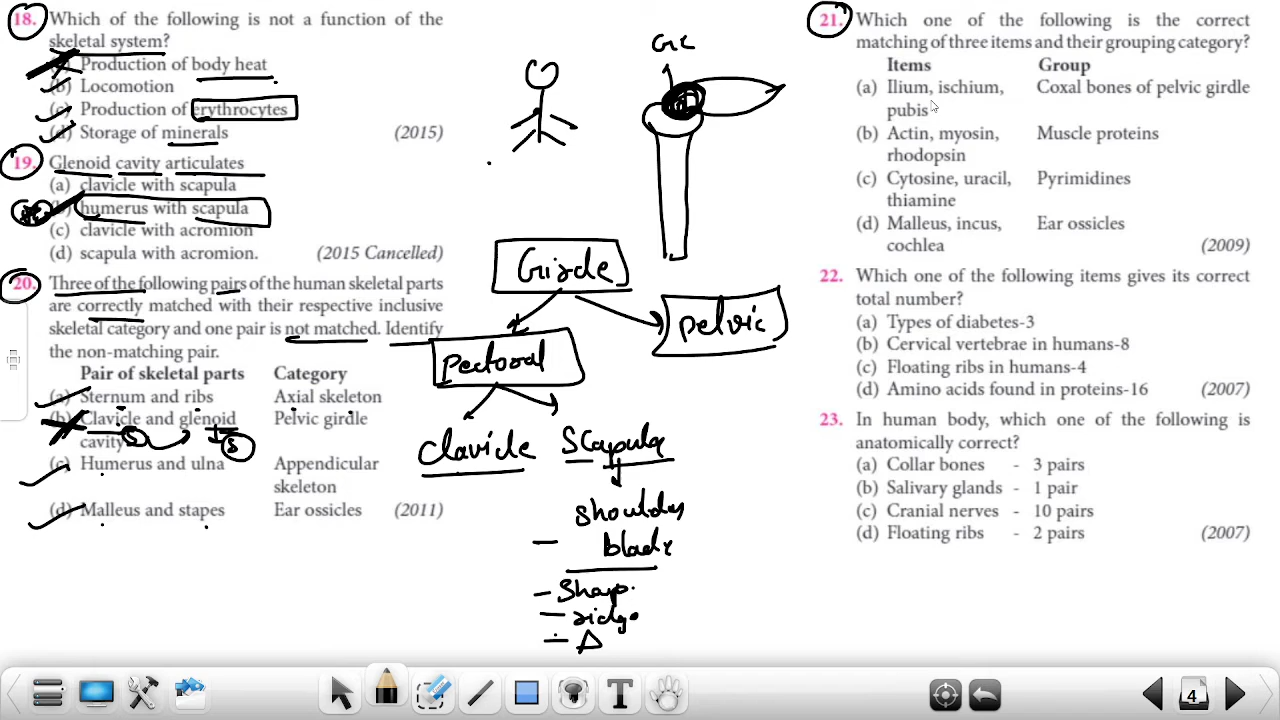 18. Which of the following is not a function of the
skeletal system?
(a) Production of body heat
(b) Locomotion
(c) Production of erythrocytes
(d) Storage of minerals (2015)
19. Glenoid cavity articulates
(a) clavicle with scapula
(b) humerus with scapula
(c) clavicle with acromion
(d) scapula with acromion. (2015 Cancelled)
20. Three of the following pairs of the human skeletal parts
are correctly matched with their respective inclusive
skeletal category and one pair is not matched. Identify
the non-matching pair.
Pair of skeletal parts Category
(a) Sternum and ribs Axial skeleton
(b) Clavicle and glenoid Pelvic girdle
cavity
(c) Humerus and ulna Appendicular
skeleton
(d) Malleus and stapes Ear ossicles (2011)
GC
Girdle
Pectoral
Pelvic
Clavicle Scapula
Shoulder
- blade
- Sharp
- ridge
- Δ
21. Which one of the following is the correct
matching of three items and their grouping category?
Items Group
(a) Ilium, ischium, Coxal bones of pelvic girdle
pubis
(b) Actin, myosin, Muscle proteins
rhodopsin
(c) Cytosine, uracil, Pyrimidines
thiamine
(d) Malleus, incus, Ear ossicles
cochlea (2009)
22. Which one of the following items gives its correct
total number?
(a) Types of diabetes-3
(b) Cervical vertebrae in humans-8
(c) Floating ribs in humans-4
(d) Amino acids found in proteins-16 (2007)
23. In human body, which one of the following is
anatomically correct?
(a) Collar bones - 3 pairs
(b) Salivary glands - 1 pair
(c) Cranial nerves - 10 pairs
(d) Floating ribs - 2 pairs (2007)
4